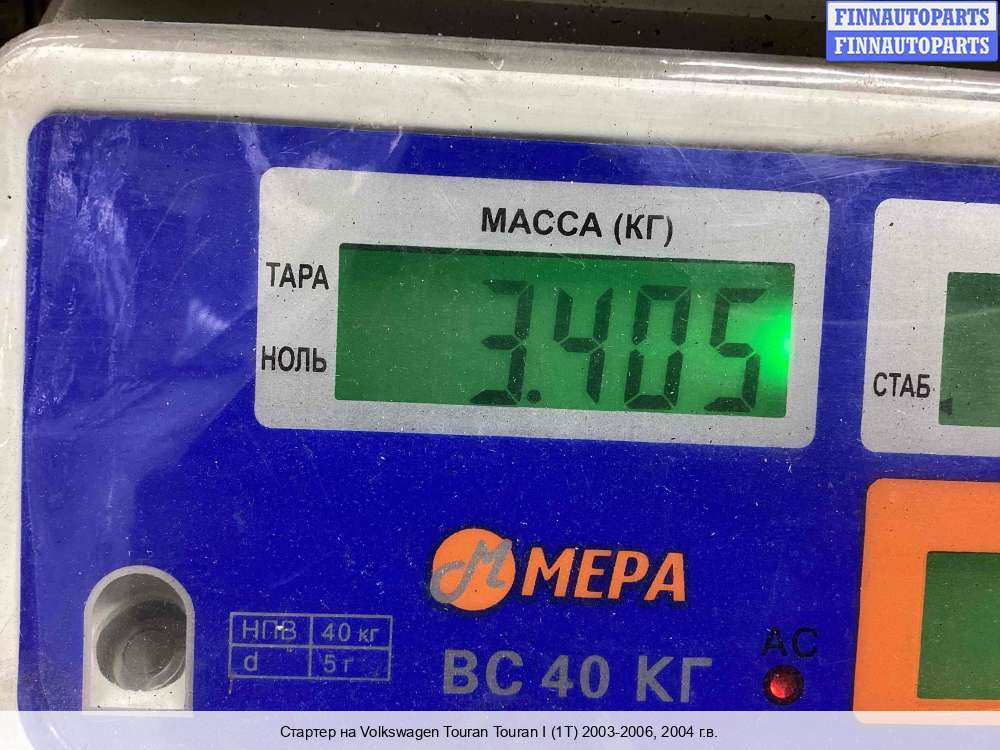 FINNAUTOPARTS
FINNAUTOPARTS
МАССА (КГ)
ТАРА
3.405
НОЛЬ
СТАБ
М МЕРА
НПВ 40 кг
d 5 г
ВС 40 КГ
AC
Стартер на Volkswagen Touran Touran I (1T) 2003-2006, 2004 г.в.